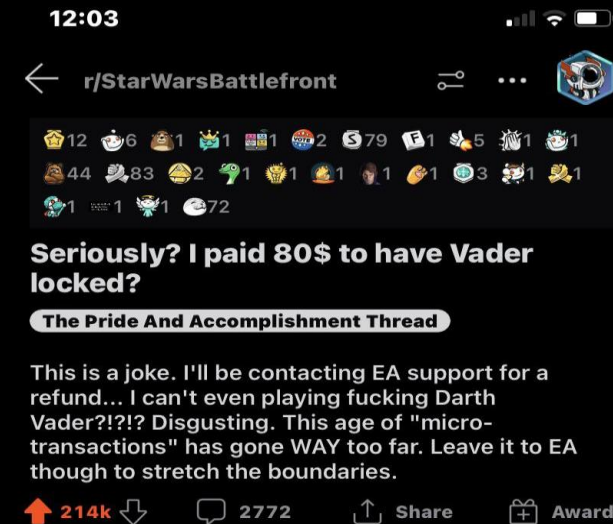 12:03
r/StarWarsBattlefront
12 6 1 1 1 VOTE 2 S 79 F 1 5 1 1
44 83 2 1 1 1 1 1 3 1 1
1 1 1 72
Seriously? I paid 80$ to have Vader
locked?
The Pride And Accomplishment Thread
This is a joke. I'll be contacting EA support for a
refund... I can't even playing fucking Darth
Vader?!?!? Disgusting. This age of "micro-
transactions" has gone WAY too far. Leave it to EA
though to stretch the boundaries.
214k 2772 Share Award